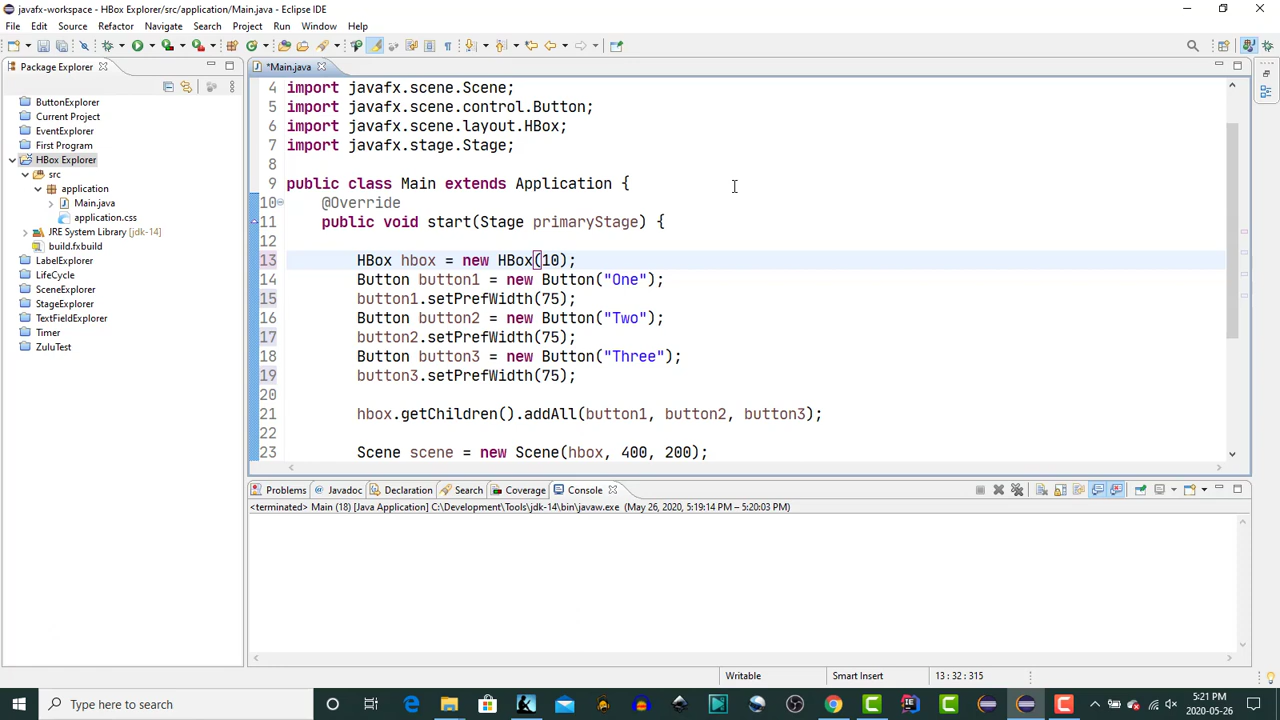 javafx-workspace - HBox Explorer/src/application/Main.java - Eclipse IDE
File Edit Source Refactor Navigate Search Project Run Window Help
Package Explorer
*Main.java
ButtonExplorer
Current Project
EventExplorer
First Program
HBox Explorer
src
application
Main.java
application.css
JRE System Library [jdk-14]
build.fxbuild
LabelExplorer
LifeCycle
SceneExplorer
StageExplorer
TextFieldExplorer
Timer
ZuluTest
4 import javafx.scene.Scene;
5 import javafx.scene.control.Button;
6 import javafx.scene.layout.HBox;
7 import javafx.stage.Stage;
8
9 public class Main extends Application {
10 @Override
11 public void start(Stage primaryStage) {
12
13 HBox hbox = new HBox(10);
14 Button button1 = new Button("One");
15 button1.setPrefWidth(75);
16 Button button2 = new Button("Two");
17 button2.setPrefWidth(75);
18 Button button3 = new Button("Three");
19 button3.setPrefWidth(75);
20
21 hbox.getChildren().addAll(button1, button2, button3);
22
23 Scene scene = new Scene(hbox, 400, 200);
Problems Javadoc Declaration Search Coverage Console
<terminated> Main (18) [Java Application] C:\Development\Tools\jdk-14\bin\javaw.exe (May 26, 2020, 5:19:14 PM – 5:20:03 PM)
Writable Smart Insert 13 : 32 : 315
Type here to search
5:21 PM
2020-05-26